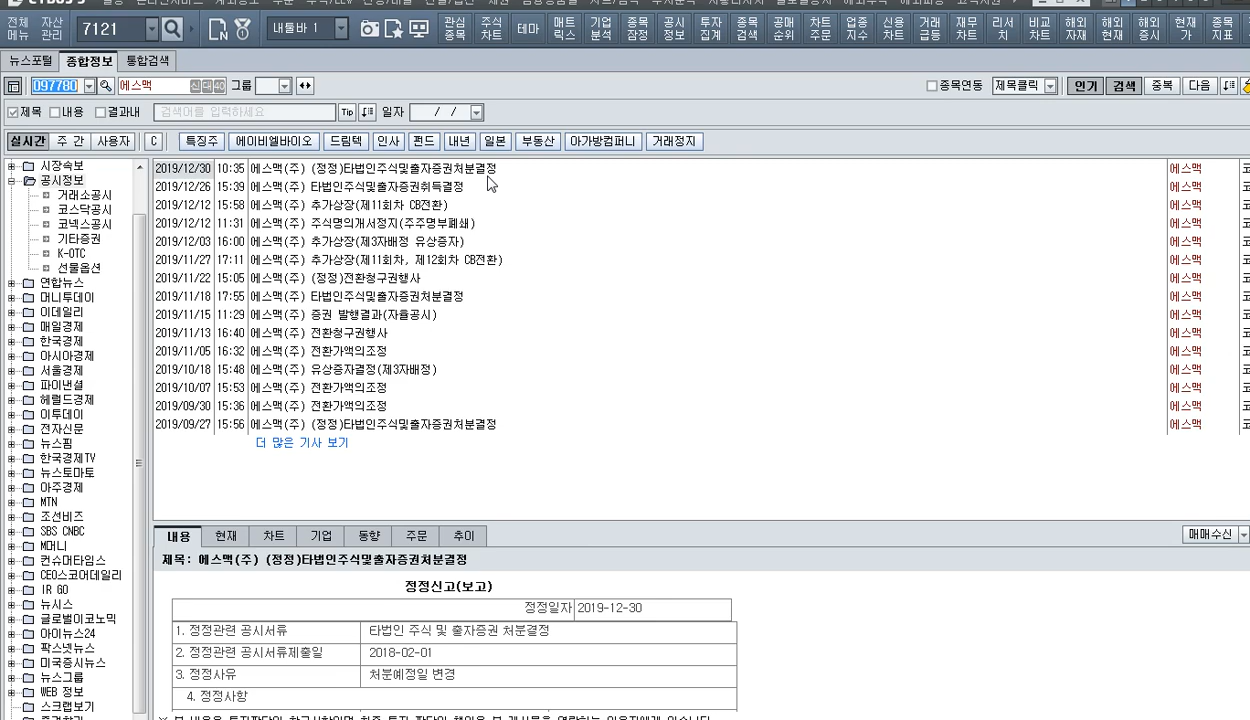 7121
내툴바 1
관심 종목
주식 차트
테마
매트 릭스
기업 분석
종목 잠정
공시 정보
투자 집계
종목 검색
공매 순위
차트 주문
업종 지수
신용 차트
거래 급등
재무 차트
리서 치
비교 차트
해외 자재
해외 현재
해외 증시
현재 가
종목 지표
전체 메뉴
자산 관리
뉴스포털 종합정보 통합검색
097780 에스맥 신 대 40 그룹 종목연동 제목클릭 인기 검색 중복 다음
제목 내용 결과내 검색어를 입력하세요 Tip 일자 / /
실시간 주 간 사용자 C 특징주 에이비엘바이오 드림텍 인사 펀드 내년 일본 부동산 아가방컴퍼니 거래정지
시장속보
공시정보
거래소공시
코스닥공시
코넥스공시
기타증권
K-OTC
선물옵션
연합뉴스
머니투데이
이데일리
매일경제
한국경제
아시아경제
서울경제
파이낸셜
헤럴드경제
이투데이
전자신문
뉴스핌
한국경제TV
뉴스토마토
아주경제
MTN
조선비즈
SBS CNBC
M머니
컨슈머타임스
CEO스코어데일리
IR GO
뉴시스
글로벌이코노믹
아이뉴스24
팍스넷뉴스
미국증시뉴스
뉴스그룹
WEB 정보
스크랩보기
2019/12/30 10:35 에스맥(주) (정정)타법인주식및출자증권처분결정 에스맥
2019/12/26 15:39 에스맥(주) 타법인주식및출자증권취득결정 에스맥
2019/12/12 15:58 에스맥(주) 추가상장(제11회차 CB전환) 에스맥
2019/12/12 11:31 에스맥(주) 주식명의개서정지(주주명부폐쇄) 에스맥
2019/12/03 16:00 에스맥(주) 추가상장(제3자배정 유상증자) 에스맥
2019/11/27 17:11 에스맥(주) 추가상장(제11회차, 제12회차 CB전환) 에스맥
2019/11/22 15:05 에스맥(주) (정정)전환청구권행사 에스맥
2019/11/18 17:55 에스맥(주) 타법인주식및출자증권처분결정 에스맥
2019/11/15 11:29 에스맥(주) 증권 발행결과(자율공시) 에스맥
2019/11/13 16:40 에스맥(주) 전환청구권행사 에스맥
2019/11/05 16:32 에스맥(주) 전환가액의조정 에스맥
2019/10/18 15:48 에스맥(주) 유상증자결정(제3자배정) 에스맥
2019/10/07 15:53 에스맥(주) 전환가액의조정 에스맥
2019/09/30 15:36 에스맥(주) 전환가액의조정 에스맥
2019/09/27 15:56 에스맥(주) (정정)타법인주식및출자증권처분결정 에스맥
더 많은 기사 보기
내용 현재 차트 기업 동향 주문 추이 매매수신
제목: 에스맥(주) (정정)타법인주식및출자증권처분결정
정정신고(보고)
정정일자 2019-12-30
1. 정정관련 공시서류 타법인 주식 및 출자증권 처분결정
2. 정정관련 공시서류제출일 2018-02-01
3. 정정사유 처분예정일 변경
4. 정정사항